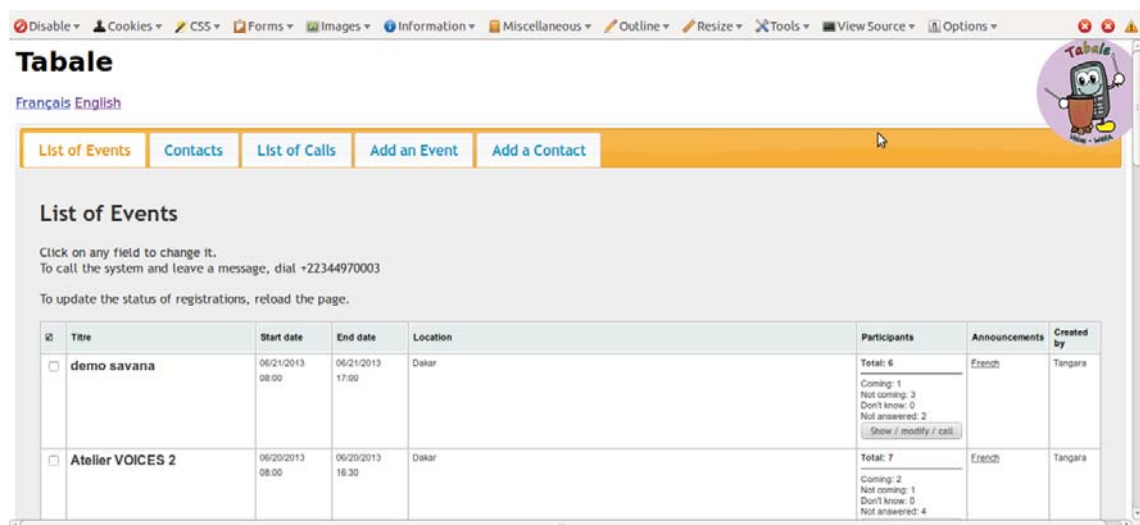 Disable Cookies CSS Forms Images Information Miscellaneous Outline Resize Tools View Source Options
Tabale
Tabale
Français English
List of Events Contacts List of Calls Add an Event Add a Contact
List of Events
Click on any field to change it.
To call the system and leave a message, dial +22344970003
To update the status of registrations, reload the page.
Titre Start date End date Location Participants Announcements Created by
demo savana 06/21/2013 06/21/2013 Dakar Total: 6 French Tangara
08:00 17:00
Coming: 1
Not coming: 3
Don't know: 0
Not answered: 2
Show / modify / call
Atelier VOICES 2 06/20/2013 06/20/2013 Dakar Total: 7 French Tangara
08:00 16:30
Coming: 2
Not coming: 1
Don't know: 0
Not answered: 4